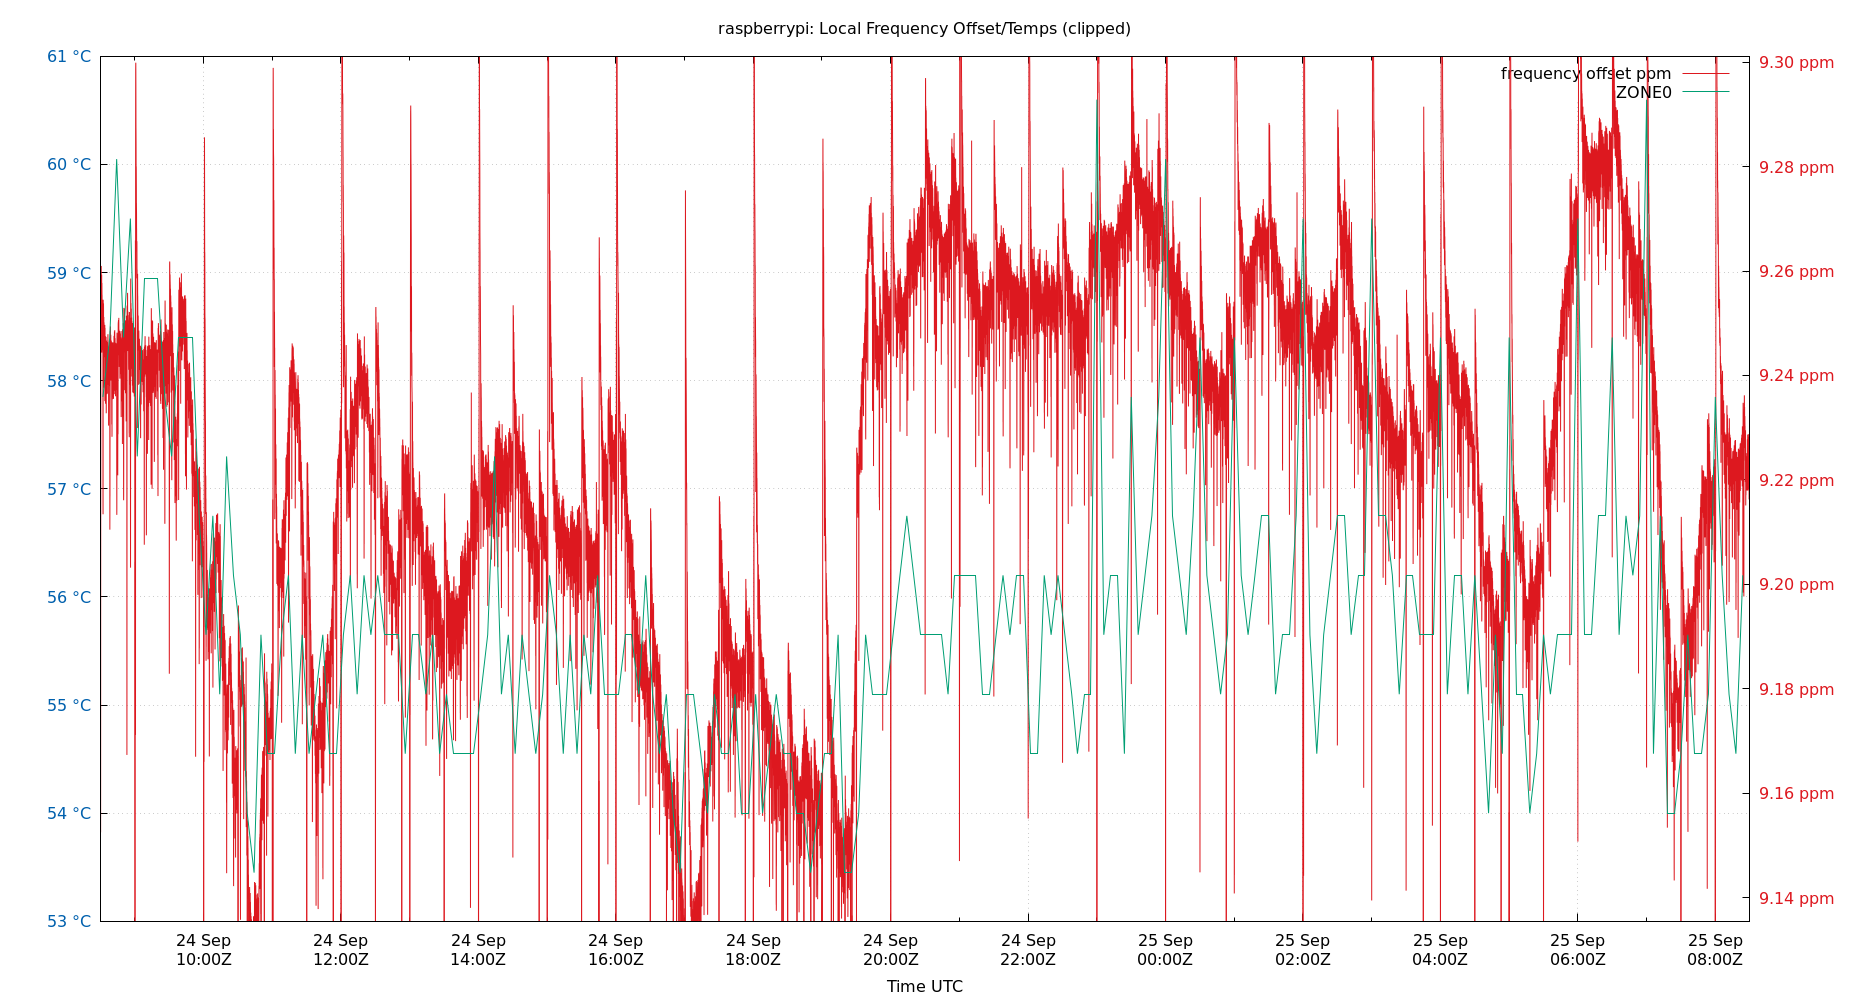 raspberrypi: Local Frequency Offset/Temps (clipped)
61 °C
60 °C
59 °C
58 °C
57 °C
56 °C
55 °C
54 °C
53 °C
9.30 ppm
9.28 ppm
9.26 ppm
9.24 ppm
9.22 ppm
9.20 ppm
9.18 ppm
9.16 ppm
9.14 ppm
frequency offset ppm
ZONE0
24 Sep 24 Sep 24 Sep 24 Sep 24 Sep 24 Sep 24 Sep 25 Sep 25 Sep 25 Sep 25 Sep 25 Sep
10:00Z 12:00Z 14:00Z 16:00Z 18:00Z 20:00Z 22:00Z 00:00Z 02:00Z 04:00Z 06:00Z 08:00Z
Time UTC